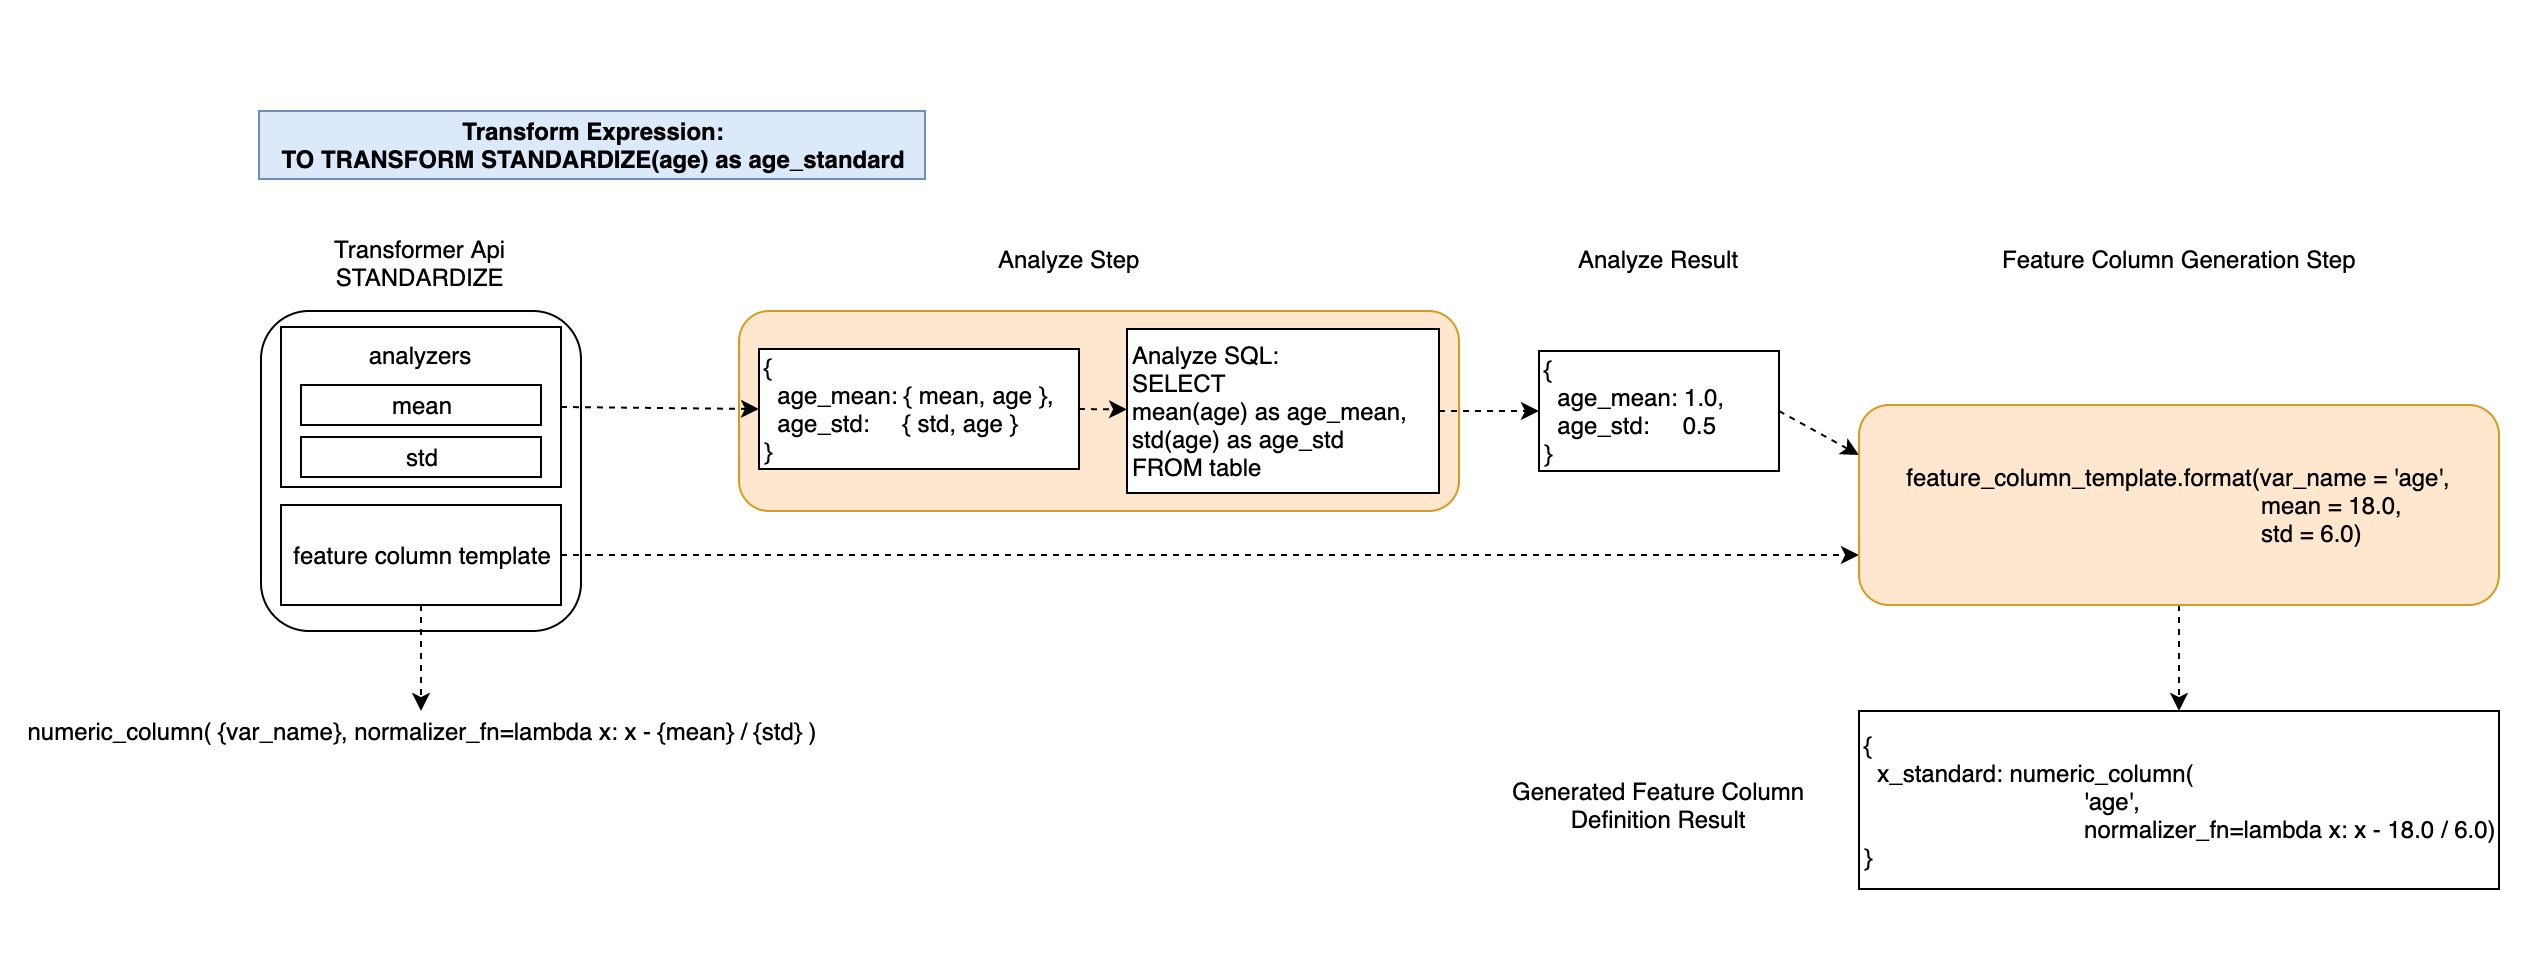 Transform Expression:
TO TRANSFORM STANDARDIZE(age) as age_standard
Transformer Api
STANDARDIZE
analyzers
mean
std
feature column template
numeric_column( {var_name}, normalizer_fn=lambda x: x - {mean} / {std} )
Analyze Step
{
age_mean: { mean, age },
age_std: { std, age }
}
Analyze SQL:
SELECT
mean(age) as age_mean,
std(age) as age_std
FROM table
Analyze Result
{
age_mean: 1.0,
age_std: 0.5
}
Feature Column Generation Step
feature_column_template.format(var_name = 'age',
mean = 18.0,
std = 6.0)
Generated Feature Column
Definition Result
{
x_standard: numeric_column(
'age',
normalizer_fn=lambda x: x - 18.0 / 6.0)
}